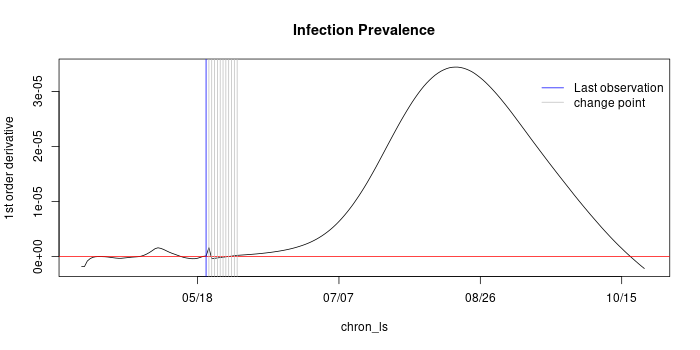 Infection Prevalence
1st order derivative
3e-05
2e-05
1e-05
0e+00
Last observation
change point
05/18
07/07
08/26
10/15
chron_ls